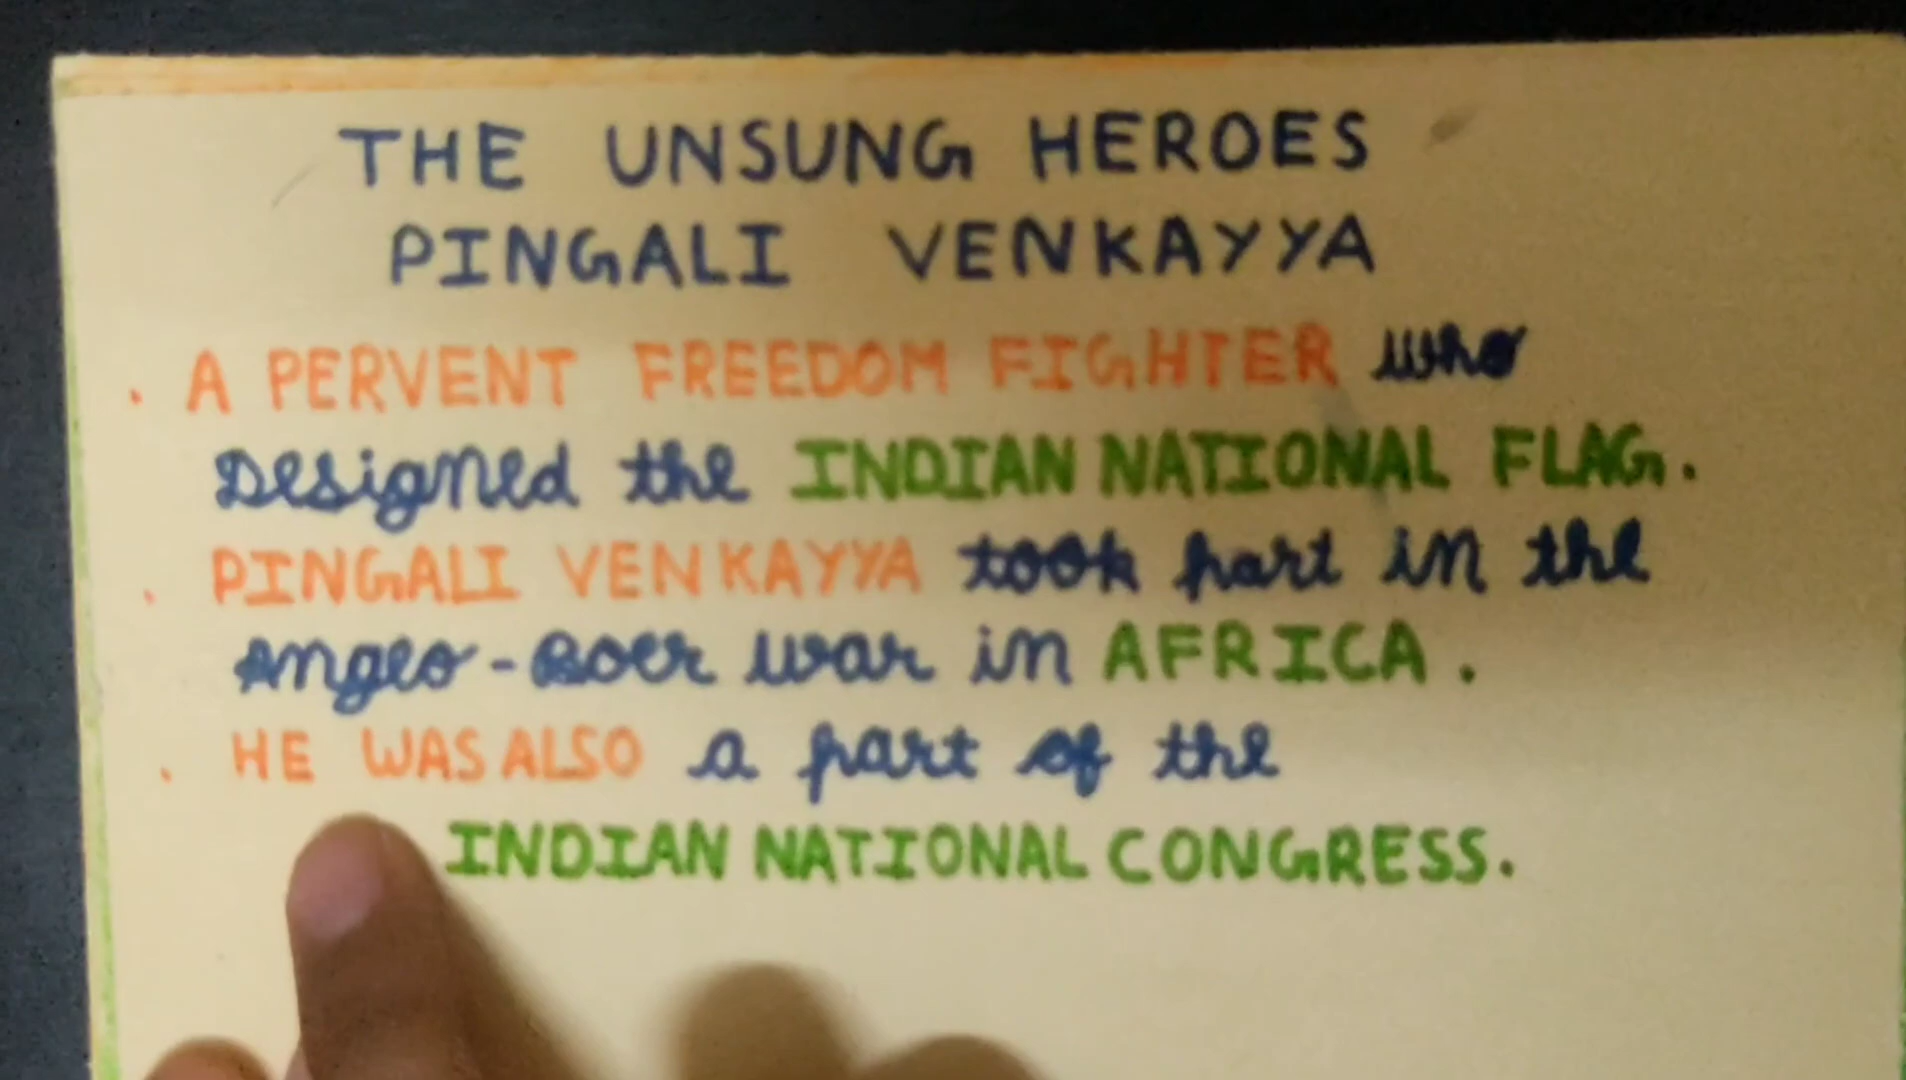 THE UNSUNG HEROES
PINGALI VENKAYYA
. A PERVENT FREEDOM FIGHTER who
Designed the INDIAN NATIONAL FLAG.
. PINGALI VENKAYYA took part in the
Anglo-Boer war in AFRICA.
. HE WAS ALSO a part of the
INDIAN NATIONAL CONGRESS.